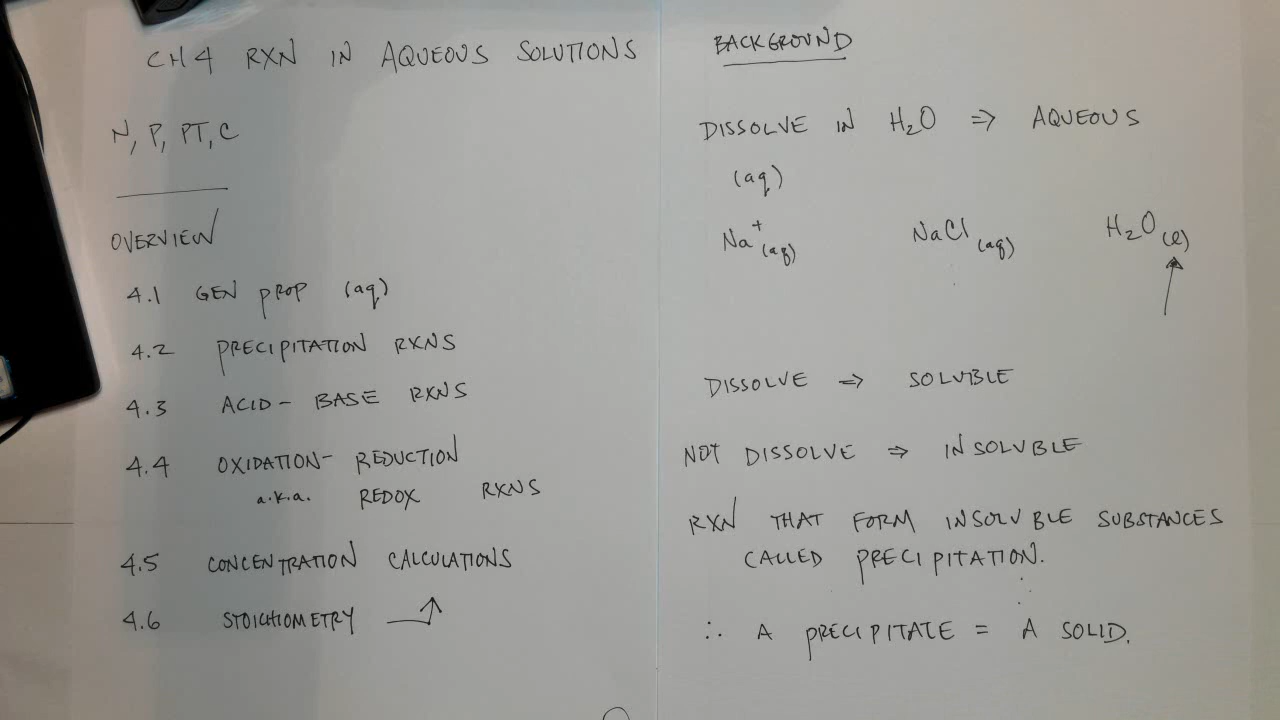 CH 4 RXN IN AQUEOUS SOLUTIONS
N, P, PT, C
OVERVIEW
4.1 GEN PROP (aq)
4.2 PRECIPITATION RXNS
4.3 ACID - BASE RXNS
4.4 OXIDATION - REDUCTION
a.k.a. REDOX RXNS
4.5 CONCENTRATION CALCULATIONS
4.6 STOICHIOMETRY
BACKGROUND
DISSOLVE IN H₂O ⇒ AQUEOUS
(aq)
Na⁺(aq) NaCl (aq) H₂O(l)
DISSOLVE ⇒ SOLUBLE
NOT DISSOLVE ⇒ INSOLUBLE
RXN THAT FORM INSOLUBLE SUBSTANCES
CALLED PRECIPITATION.
∴ A PRECIPITATE = A SOLID.